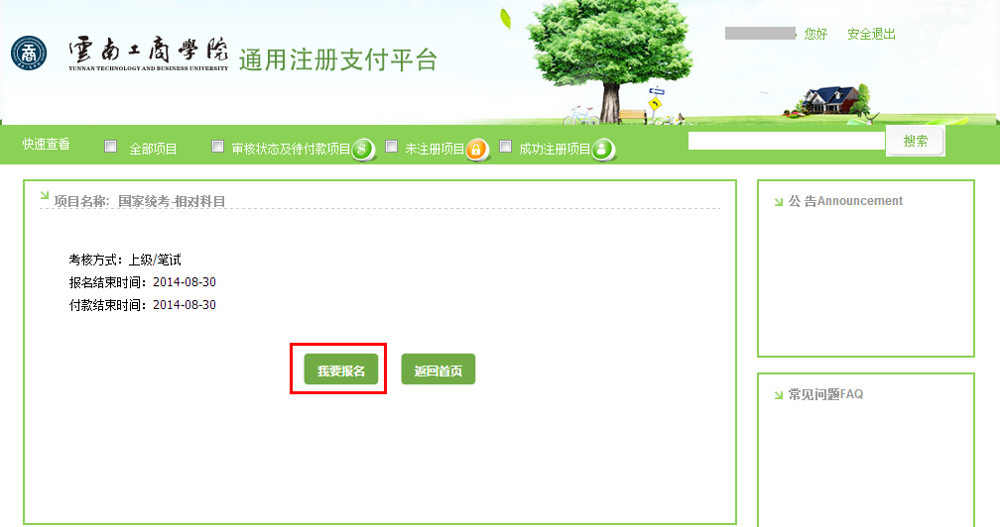 商
雲南工商學院
YUNNAN TECHNOLOGY AND BUSINESS UNIVERSITY
通用注册支付平台
您好 安全退出
快速查看 全部项目 审核状态及待付款项目 $ 未注册项目 成功注册项目 搜索
项目名称: 国家统考-相对科目
考核方式：上级/笔试
报名结束时间：2014-08-30
付款结束时间：2014-08-30
我要报名 返回首页
公 告Announcement
常见问题FAQ